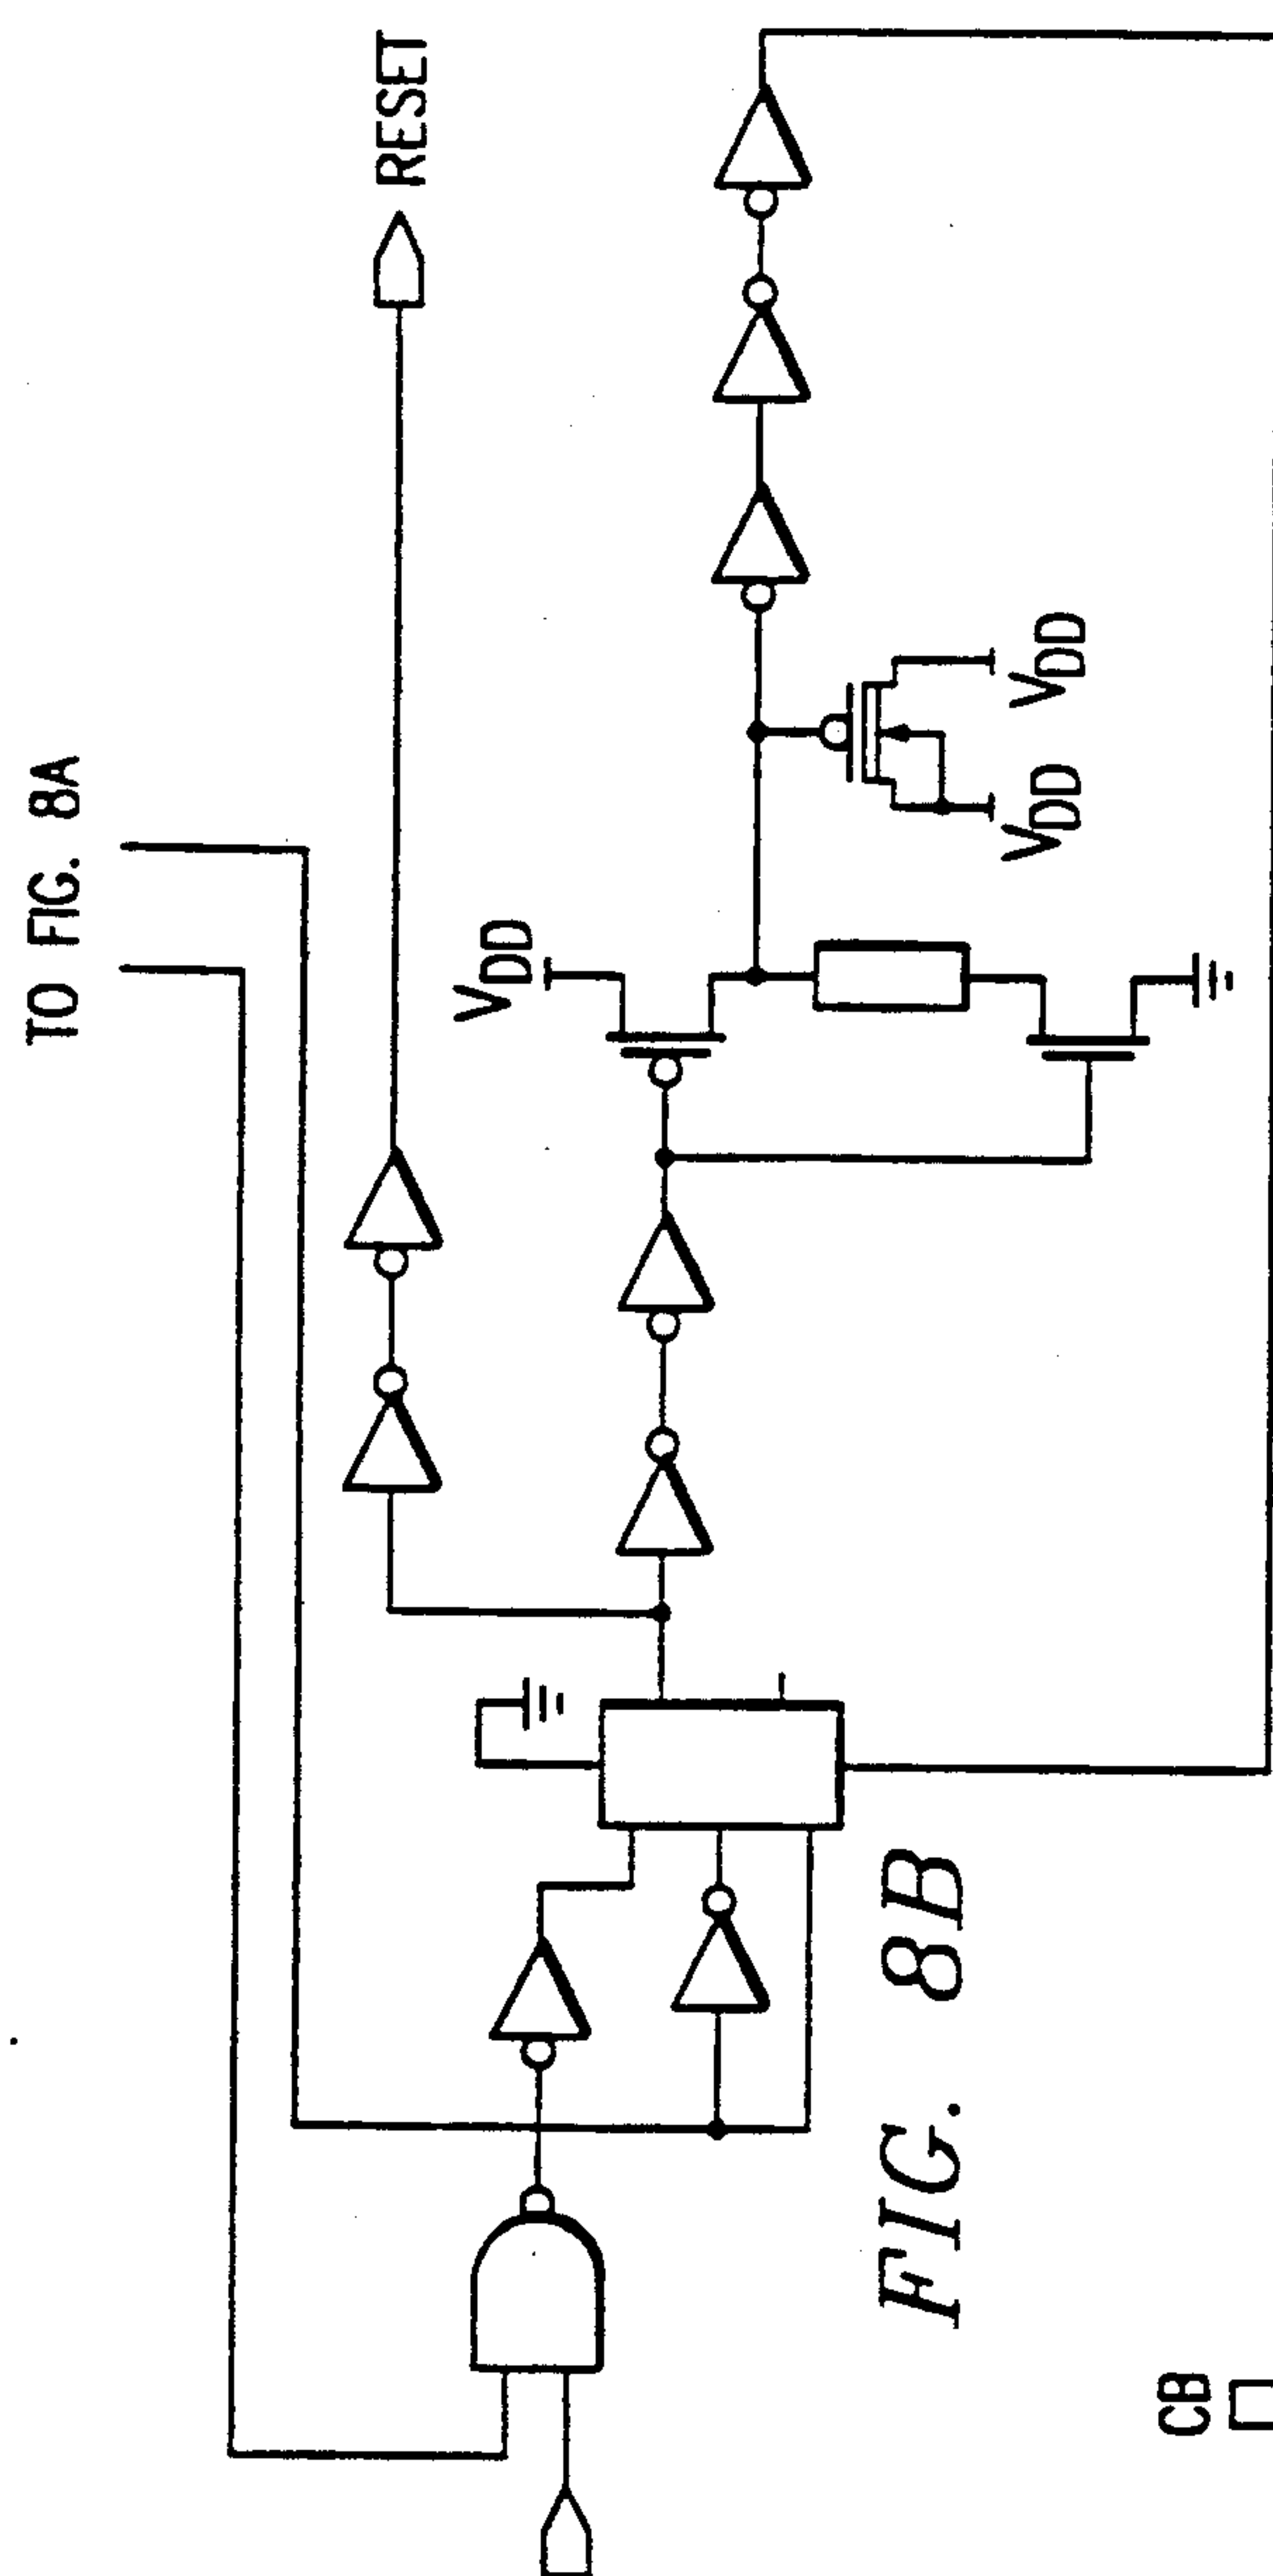 TO FIG. 8A
RESET
VDD
VDD
VDD
FIG. 8B
CB